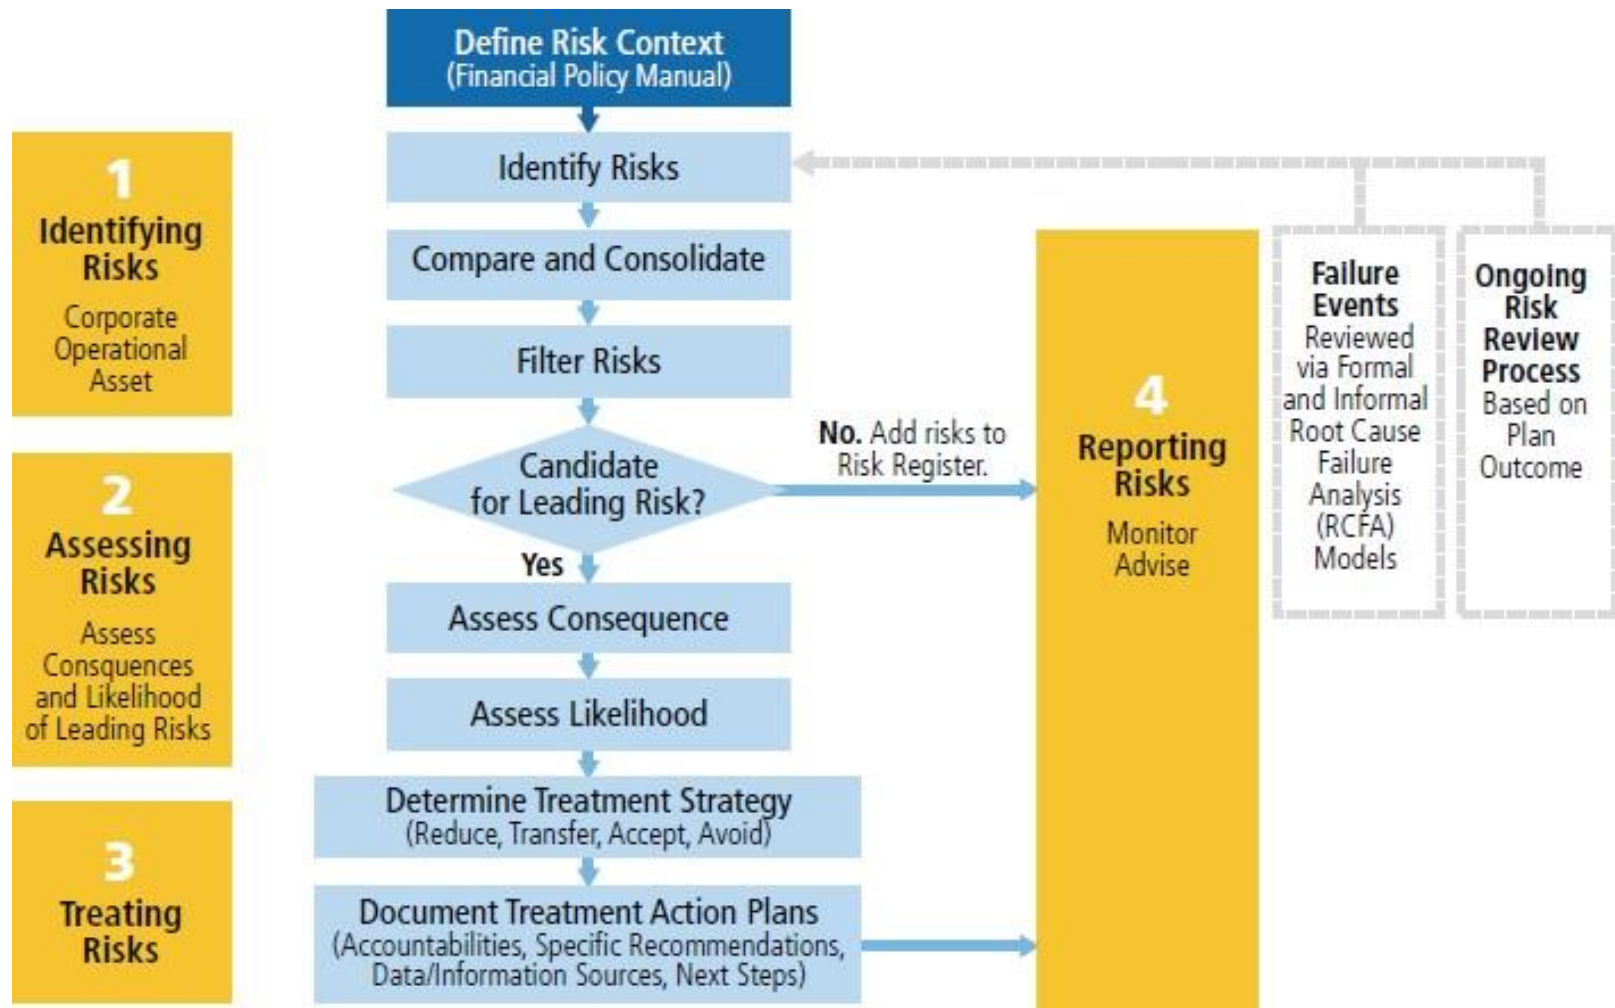 Define Risk Context
(Financial Policy Manual)
1
Identifying
Risks
Corporate
Operational
Asset
2
Assessing
Risks
Assess
Consquences
and Likelihood
of Leading Risks
3
Treating
Risks
Identify Risks
Compare and Consolidate
Filter Risks
Candidate
for Leading Risk?
No. Add risks to
Risk Register.
Yes
Assess Consequence
Assess Likelihood
Determine Treatment Strategy
(Reduce, Transfer, Accept, Avoid)
Document Treatment Action Plans
(Accountabilities, Specific Recommendations,
Data/Information Sources, Next Steps)
4
Reporting
Risks
Monitor
Advise
Failure
Events
Reviewed
via Formal
and Informal
Root Cause
Failure
Analysis
(RCFA)
Models
Ongoing
Risk
Review
Process
Based on
Plan
Outcome